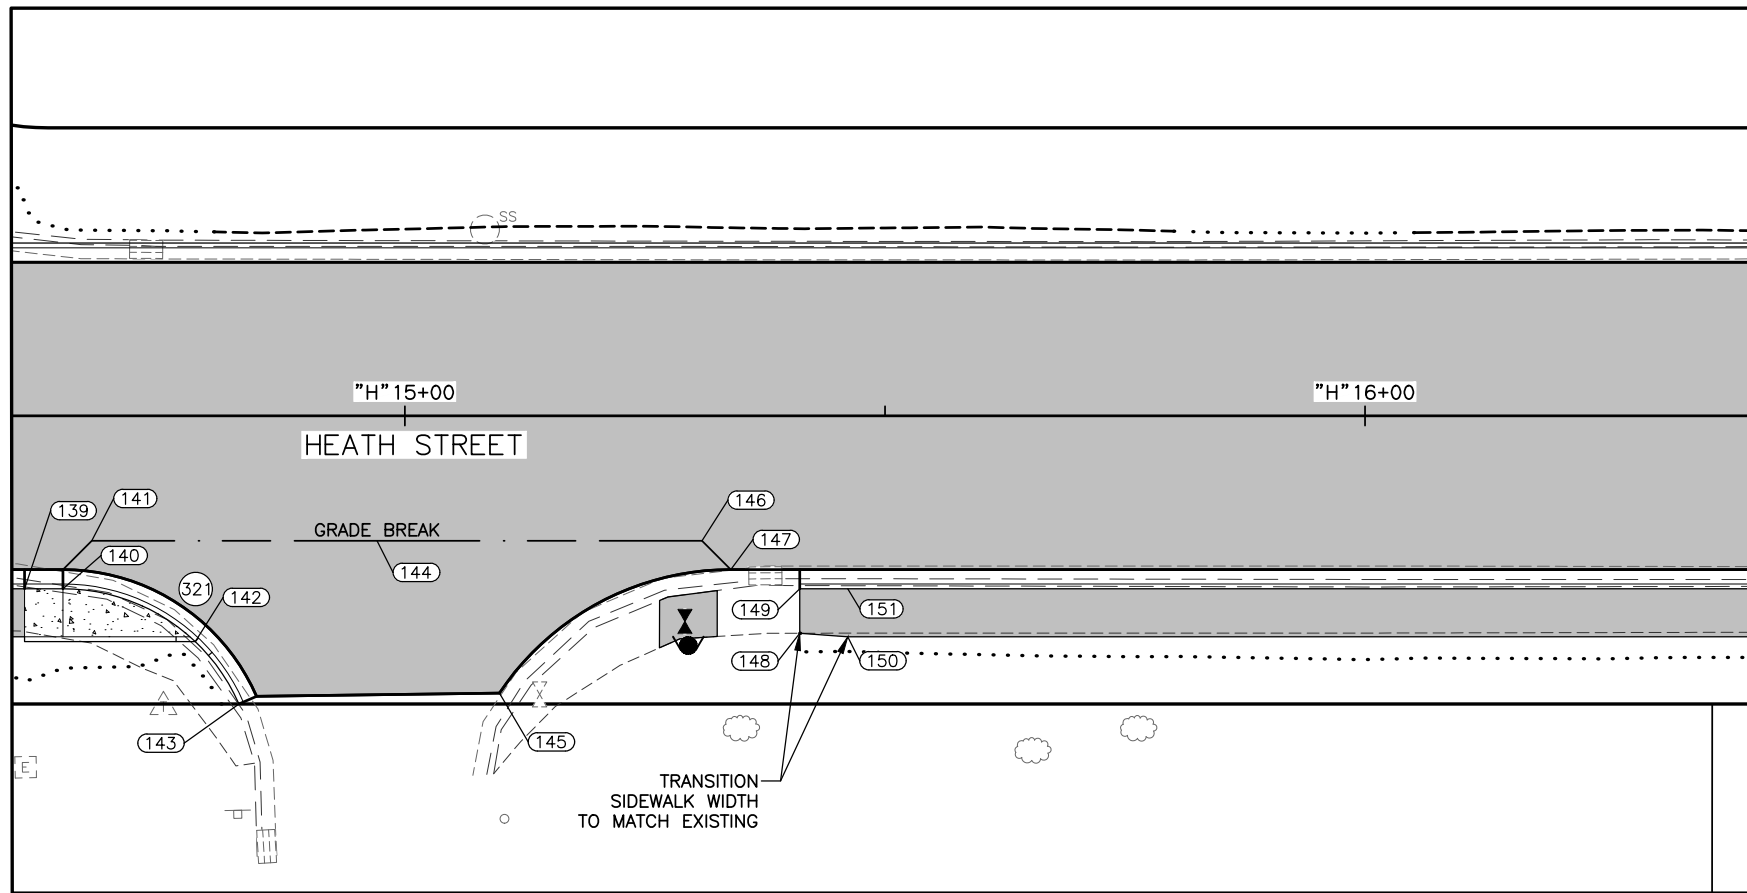 SS
"H" 15+00
"H" 16+00
HEATH STREET
141
146
139
GRADE BREAK
147
140
144
321
142
149
151
148
150
143
145
X
E
TRANSITION
SIDEWALK WIDTH
TO MATCH EXISTING